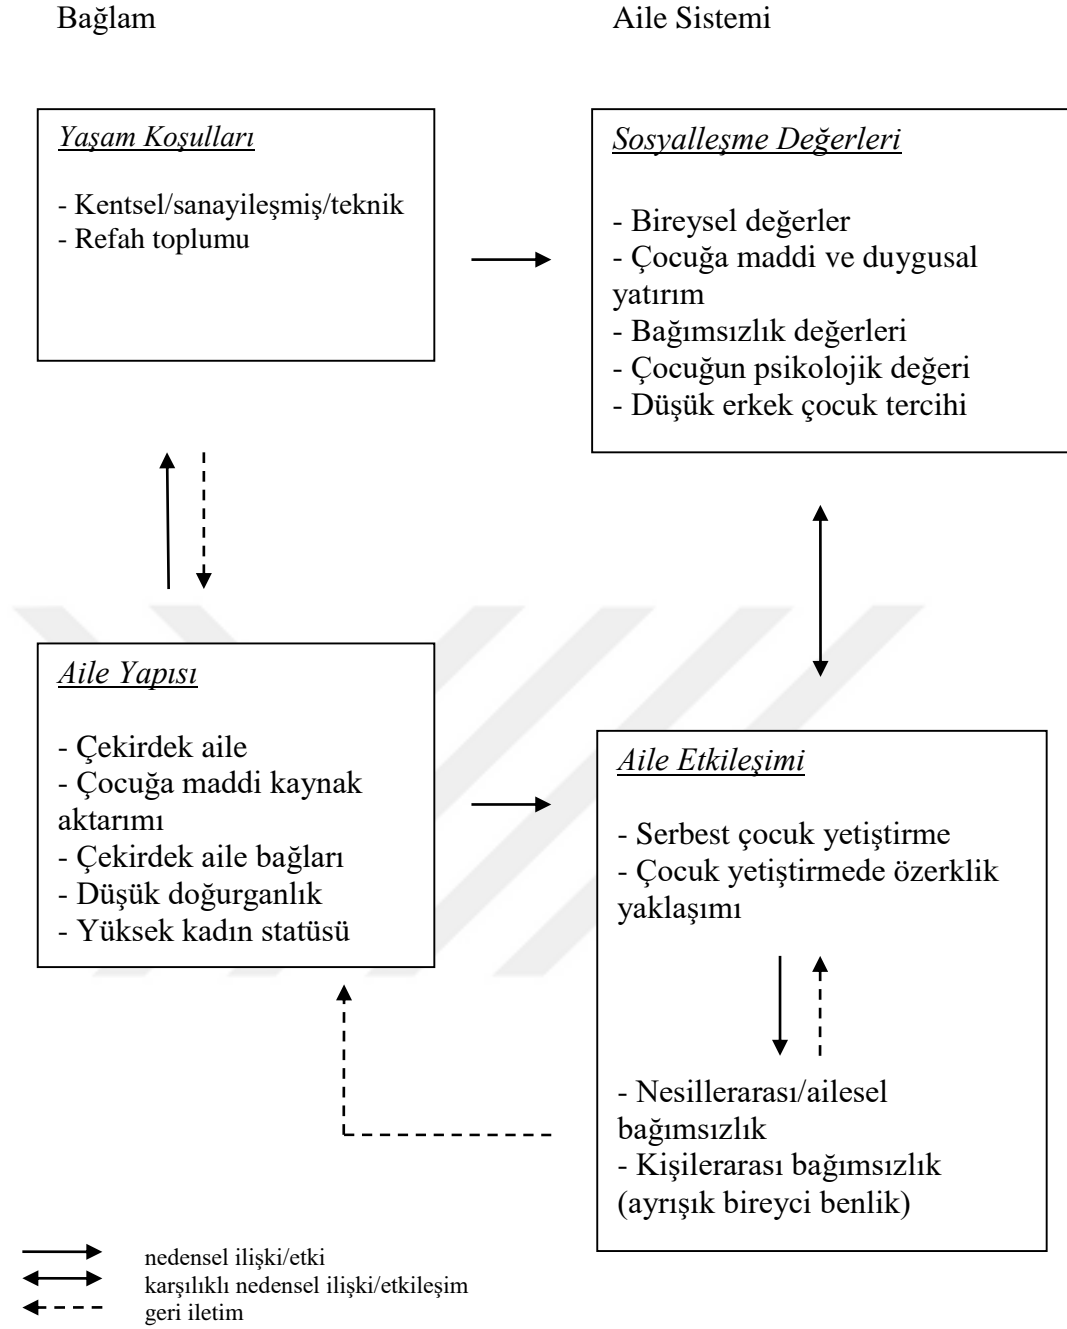 Bağlam
Aile Sistemi
Yaşam Koşulları
- Kentsel/sanayileşmiş/teknik
- Refah toplumu
Sosyalleşme Değerleri
- Bireysel değerler
- Çocuğa maddi ve duygusal
yatırım
- Bağımsızlık değerleri
- Çocuğun psikolojik değeri
- Düşük erkek çocuk tercihi
Aile Yapısı
- Çekirdek aile
- Çocuğa maddi kaynak
aktarımı
- Çekirdek aile bağları
- Düşük doğurganlık
- Yüksek kadın statüsü
Aile Etkileşimi
- Serbest çocuk yetiştirme
- Çocuk yetiştirmede özerklik
yaklaşımı
- Nesillerarası/ailesel
bağımsızlık
- Kişilerarası bağımsızlık
(ayrışık bireyci benlik)
nedensel ilişki/etki
karşılıklı nedensel ilişki/etkileşim
geri iletim